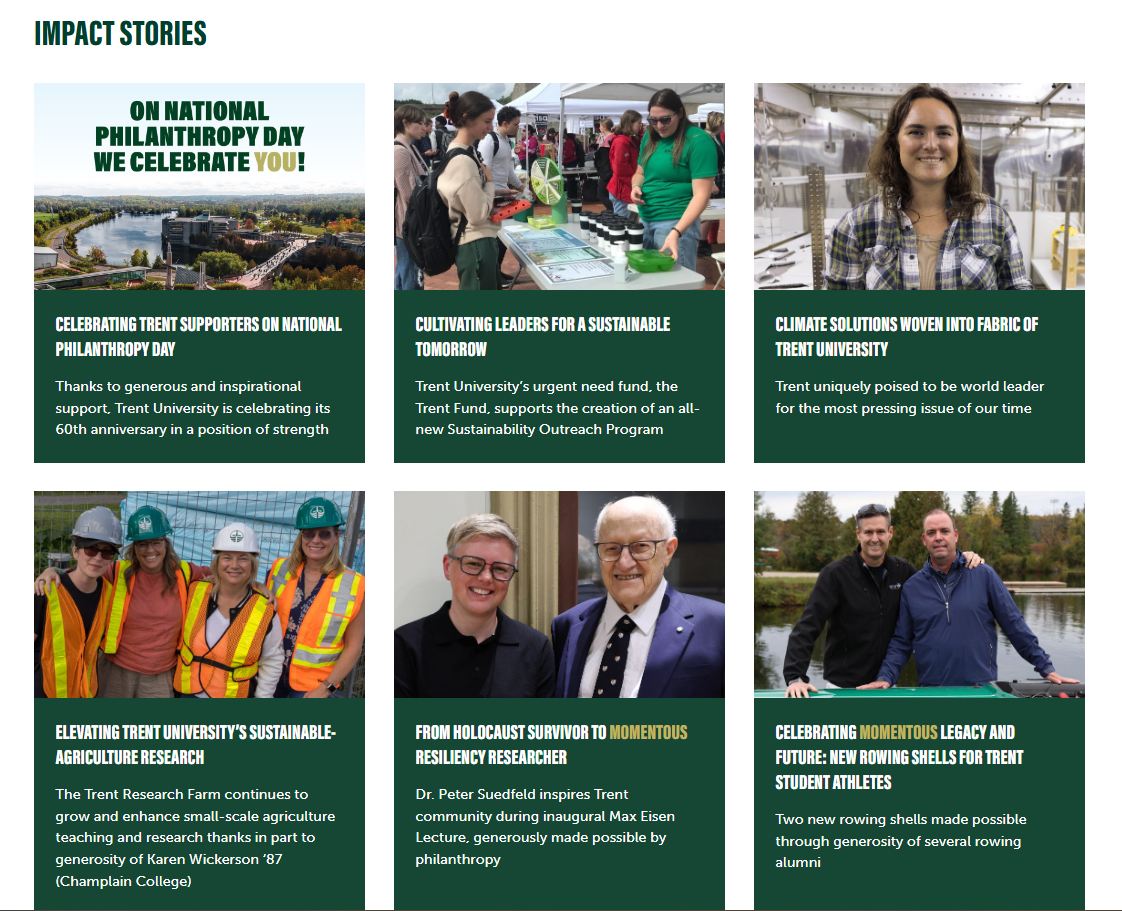 IMPACT STORIES
ON NATIONAL
PHILANTHROPY DAY
WE CELEBRATE YOU!
CELEBRATING TRENT SUPPORTERS ON NATIONAL
PHILANTHROPY DAY
Thanks to generous and inspirational
support, Trent University is celebrating its
60th anniversary in a position of strength
CULTIVATING LEADERS FOR A SUSTAINABLE
TOMORROW
Trent University’s urgent need fund, the
Trent Fund, supports the creation of an all-
new Sustainability Outreach Program
CLIMATE SOLUTIONS WOVEN INTO FABRIC OF
TRENT UNIVERSITY
Trent uniquely poised to be world leader
for the most pressing issue of our time
ELEVATING TRENT UNIVERSITY’S SUSTAINABLE-
AGRICULTURE RESEARCH
The Trent Research Farm continues to
grow and enhance small-scale agriculture
teaching and research thanks in part to
generosity of Karen Wickerson ‘87
(Champlain College)
FROM HOLOCAUST SURVIVOR TO MOMENTOUS
RESILIENCY RESEARCHER
Dr. Peter Suedfeld inspires Trent
community during inaugural Max Eisen
Lecture, generously made possible by
philanthropy
CELEBRATING MOMENTOUS LEGACY AND
FUTURE: NEW ROWING SHELLS FOR TRENT
STUDENT ATHLETES
Two new rowing shells made possible
through generosity of several rowing
alumni